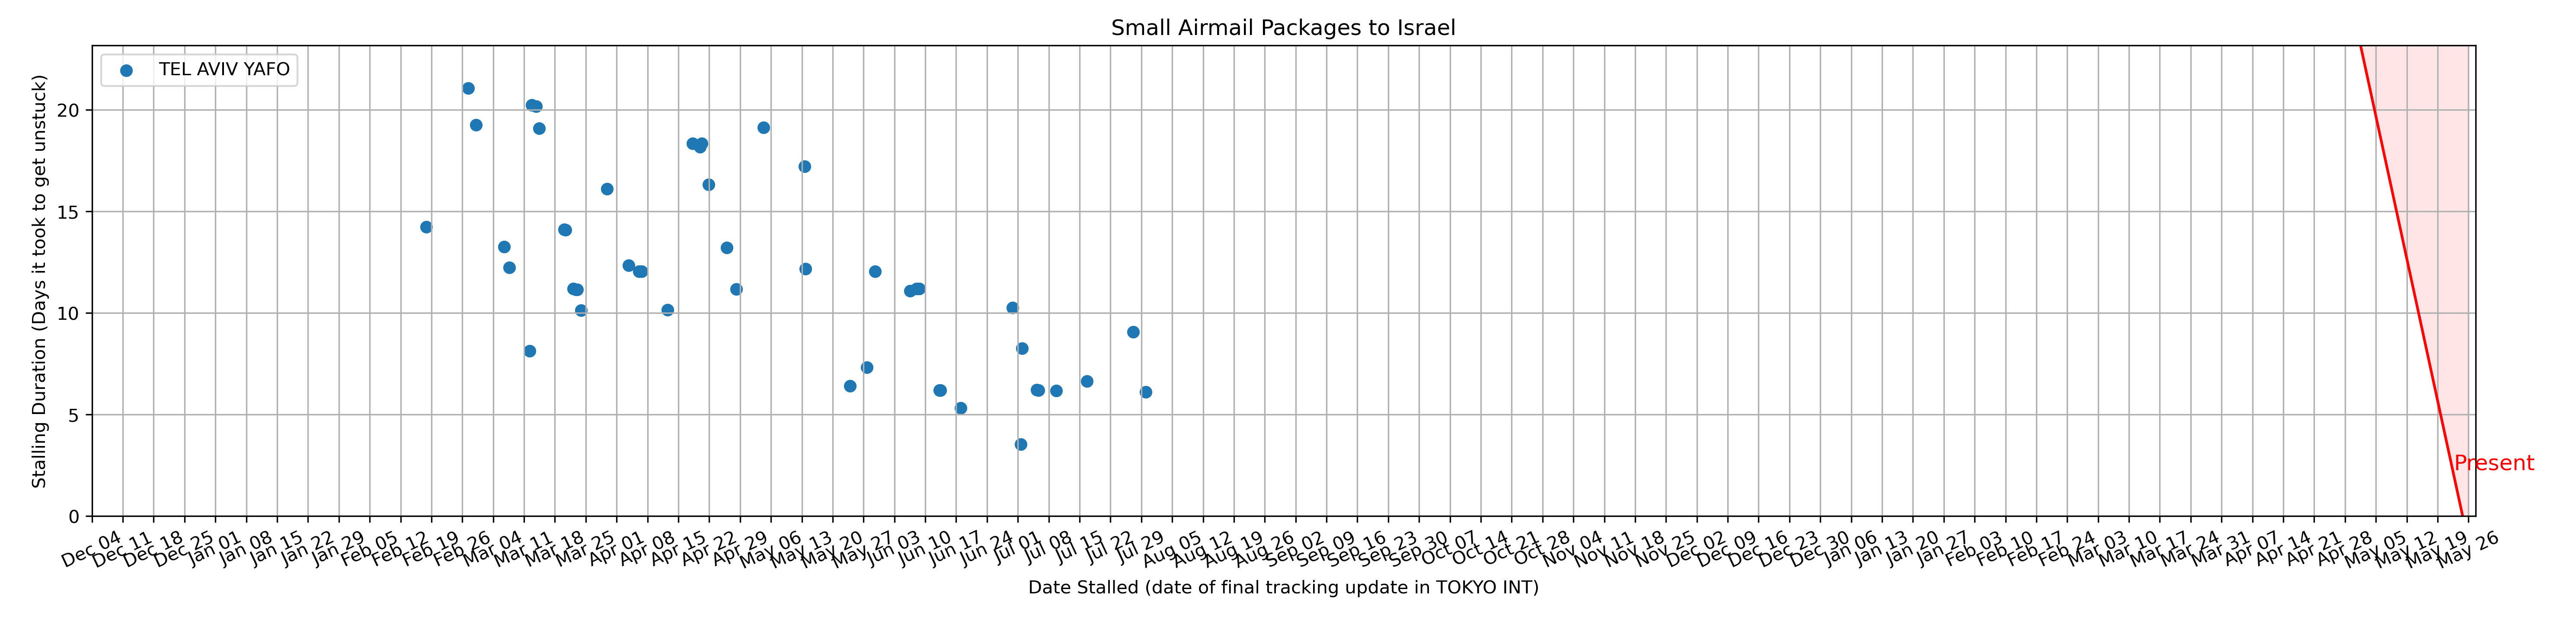 Small Airmail Packages to Israel
TEL AVIV YAFO
Stalling Duration (Days it took to get unstuck)
20
15
10
5
0
Present
Dec 04 Dec 11 Dec 18 Dec 25 Jan 01 Jan 08 Jan 15 Jan 22 Jan 29 Feb 05 Feb 12 Feb 19 Feb 26 Mar 04 Mar 11 Mar 18 Mar 25 Apr 01 Apr 08 Apr 15 Apr 22 Apr 29 May 06 May 13 May 20 May 27 Jun 03 Jun 10 Jun 17 Jun 24 Jul 01 Jul 08 Jul 15 Jul 22 Jul 29 Aug 05 Aug 12 Aug 19 Aug 26 Sep 02 Sep 09 Sep 16 Sep 23 Sep 30 Oct 07 Oct 14 Oct 21 Oct 28 Nov 04 Nov 11 Nov 18 Nov 25 Dec 02 Dec 09 Dec 16 Dec 23 Dec 30 Jan 06 Jan 13 Jan 20 Jan 27 Feb 03 Feb 10 Feb 17 Feb 24 Mar 03 Mar 10 Mar 17 Mar 24 Mar 31 Apr 07 Apr 14 Apr 21 Apr 28 May 05 May 12 May 19 May 26
Date Stalled (date of final tracking update in TOKYO INT)